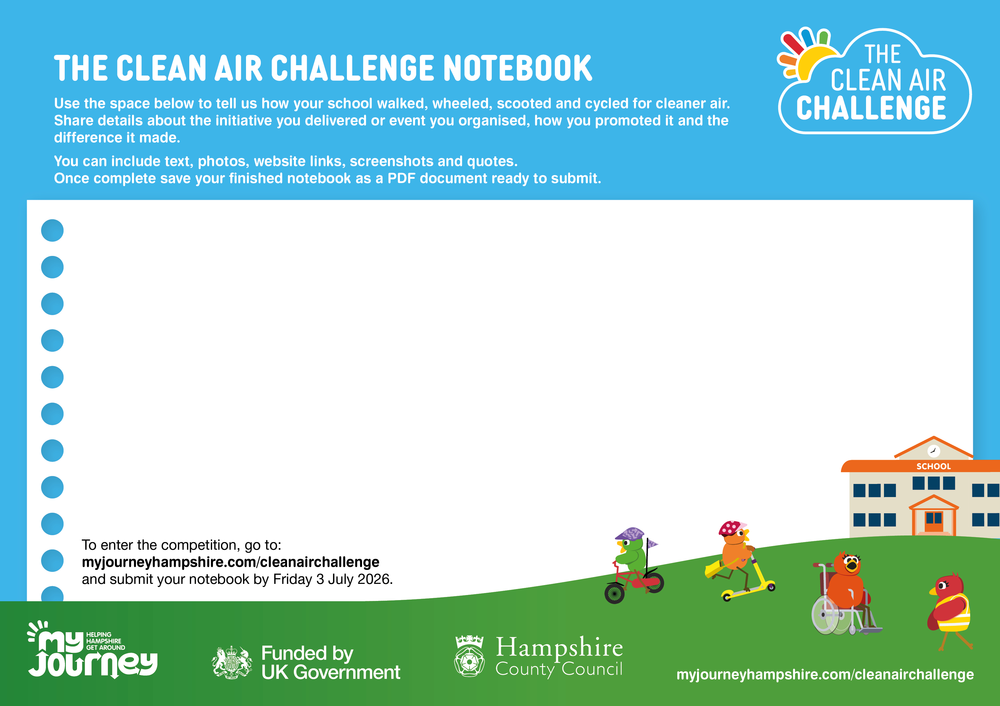 THE CLEAN AIR CHALLENGE NOTEBOOK
Use the space below to tell us how your school walked, wheeled, scooted and cycled for cleaner air.
Share details about the initiative you delivered or event you organised, how you promoted it and the
difference it made.
You can include text, photos, website links, screenshots and quotes.
Once complete save your finished notebook as a PDF document ready to submit.
THE
CLEAN AIR
CHALLENGE
SCHOOL
To enter the competition, go to:
myjourneyhampshire.com/cleanairchallenge
and submit your notebook by Friday 3 July 2026.
my
journey
HELPING
HAMPSHIRE
GET AROUND
Funded by
UK Government
Hampshire
County Council
myjourneyhampshire.com/cleanairchallenge